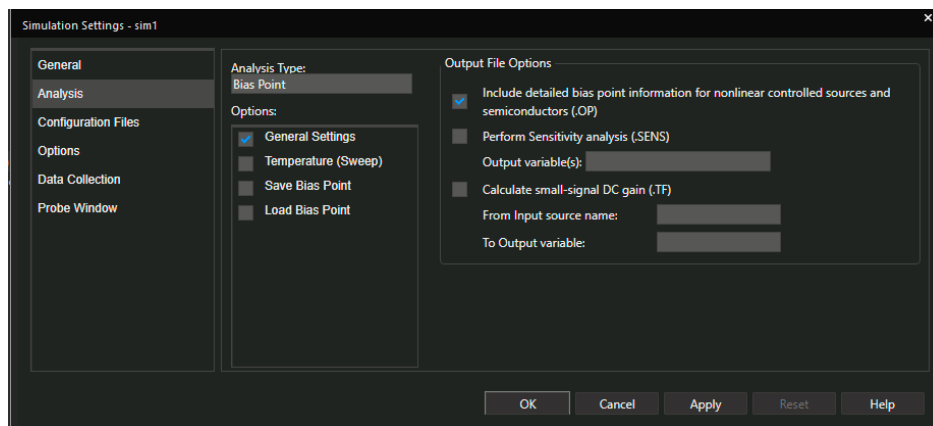 Simulation Settings - sim1
×
General
Analysis
Configuration Files
Options
Data Collection
Probe Window
Analysis Type:
Bias Point
Options:
General Settings
Temperature (Sweep)
Save Bias Point
Load Bias Point
Output File Options
Include detailed bias point information for nonlinear controlled sources and
semiconductors (.OP)
Perform Sensitivity analysis (.SENS)
Output variable(s):
Calculate small-signal DC gain (.TF)
From Input source name:
To Output variable:
OK
Cancel
Apply
Reset
Help